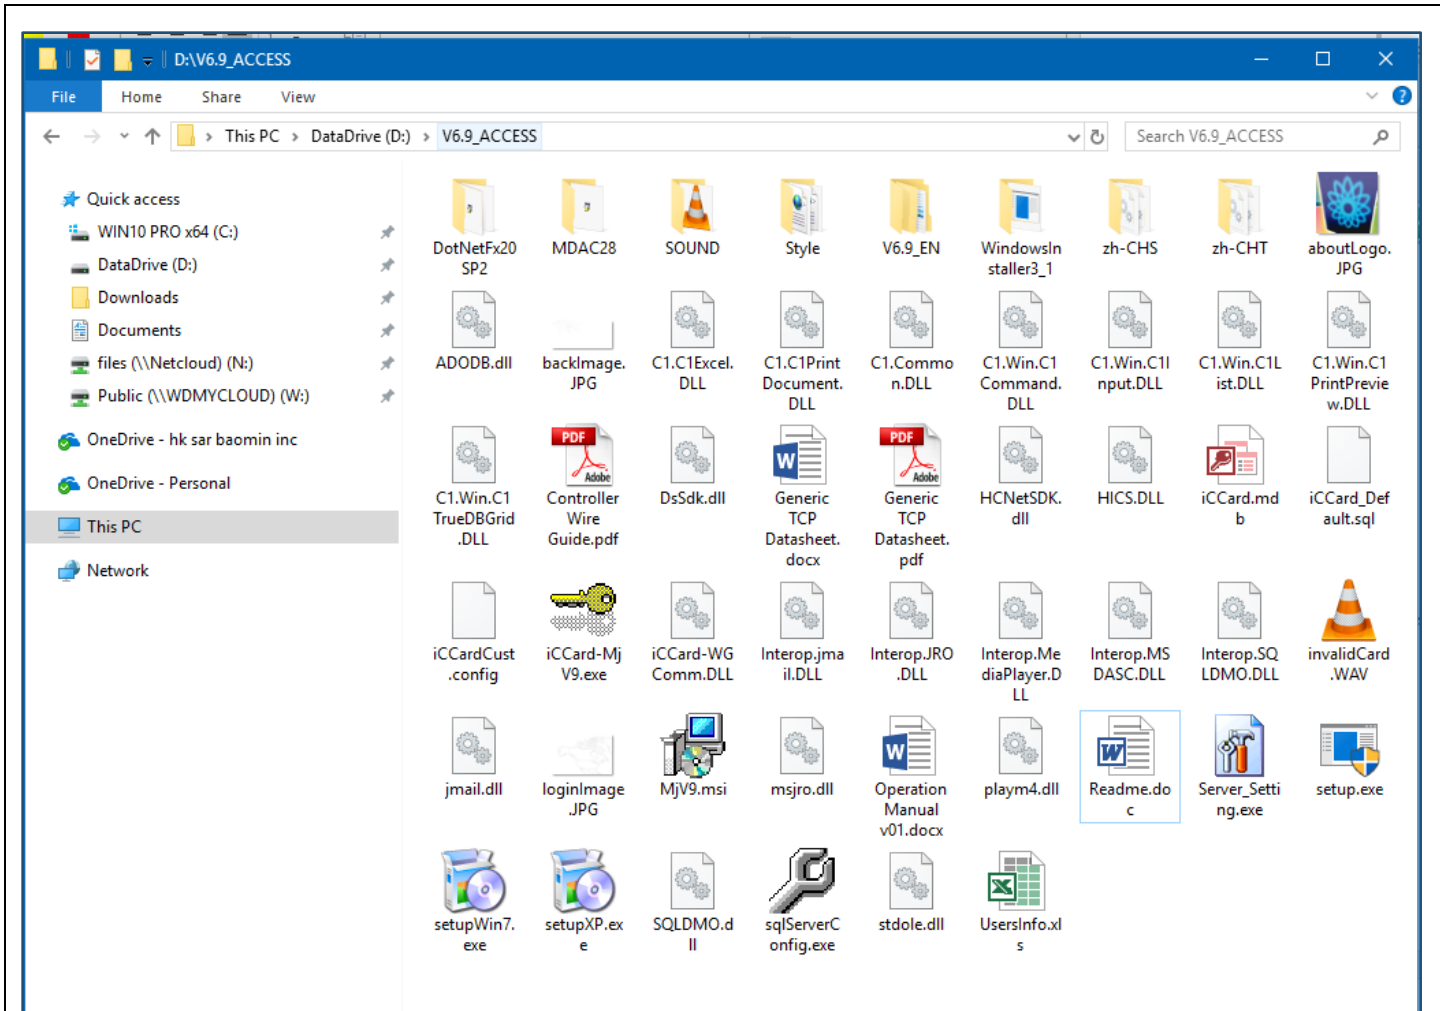 D:\V6.9_ACCESS
File Home Share View
This PC > DataDrive (D:) > V6.9_ACCESS
Search V6.9_ACCESS
Quick access
WIN10 PRO x64 (C:)
DataDrive (D:)
Downloads
Documents
files (\\Netcloud) (N:)
Public (\\WDMYCLOUD) (W:)
OneDrive - hk sar baomin inc
OneDrive - Personal
This PC
Network
DotNetFx20
SP2
MDAC28
SOUND
Style
V6.9_EN
WindowsIn
staller3_1
zh-CHS
zh-CHT
aboutLogo.
JPG
ADODB.dll
backImage.
JPG
C1.C1Excel.
DLL
C1.C1Print
Document.
DLL
C1.Commo
n.DLL
C1.Win.C1
Command.
DLL
C1.Win.C1I
nput.DLL
C1.Win.C1L
ist.DLL
C1.Win.C1
PrintPrevie
w.DLL
C1.Win.C1
TrueDBGrid
.DLL
PDF
Adobe
Controller
Wire
Guide.pdf
DsSdk.dll
W
Generic
TCP
Datasheet.
docx
PDF
Adobe
Generic
TCP
Datasheet.
pdf
HCNetSDK.
dll
HICS.DLL
iCCard.md
b
iCCard_Def
ault.sql
iCCardCust
.config
iCCard-Mj
V9.exe
iCCard-WG
Comm.DLL
Interop.jma
il.DLL
Interop.JRO
.DLL
Interop.Me
diaPlayer.D
LL
Interop.MS
DASC.DLL
Interop.SQ
LDMO.DLL
invalidCard
.WAV
jmail.dll
loginImage
.JPG
MjV9.msi
msjro.dll
W
Operation
Manual
v01.docx
playm4.dll
W
Readme.do
c
Server_Setti
ng.exe
setup.exe
setupWin7.
exe
setupXP.ex
e
SQLDMO.d
ll
sqlServerC
onfig.exe
stdole.dll
X
UsersInfo.xl
s